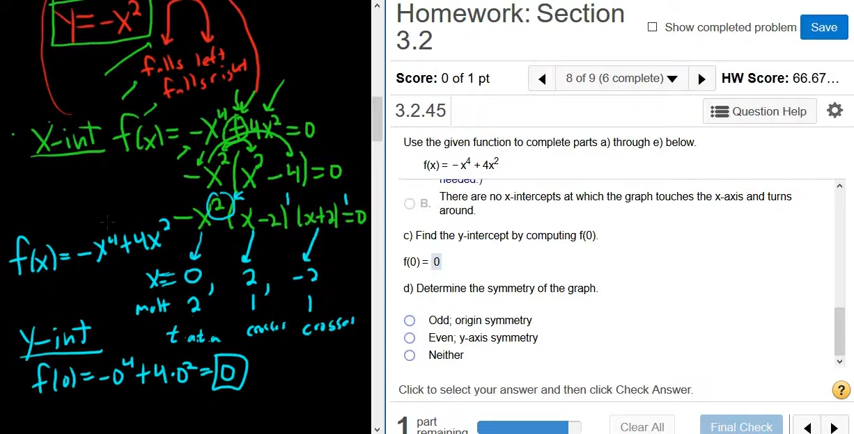 Y = -x²
falls left
falls right
x-int f(x) = -x⁴ + 4x² = 0
-x² (x² - 4) = 0
-x² (x-2)¹ (x+2)¹ = 0
f(x) = -x⁴ + 4x²
x = 0, 2, -2
mult 2 1 1
t.a.t.a crosses crosses
y-int
f(0) = -0⁴ + 4·0² = 0
Homework: Section 3.2
Show completed problem
Save
Score: 0 of 1 pt
8 of 9 (6 complete)
HW Score: 66.67...
3.2.45
Question Help
Use the given function to complete parts a) through e) below.
f(x) = − x⁴ + 4x²
needed.)
B. There are no x-intercepts at which the graph touches the x-axis and turns
around.
c) Find the y-intercept by computing f(0).
f(0) = 0
d) Determine the symmetry of the graph.
Odd; origin symmetry
Even; y-axis symmetry
Neither
Click to select your answer and then click Check Answer.
?
1 part
remaining
Clear All
Final Check